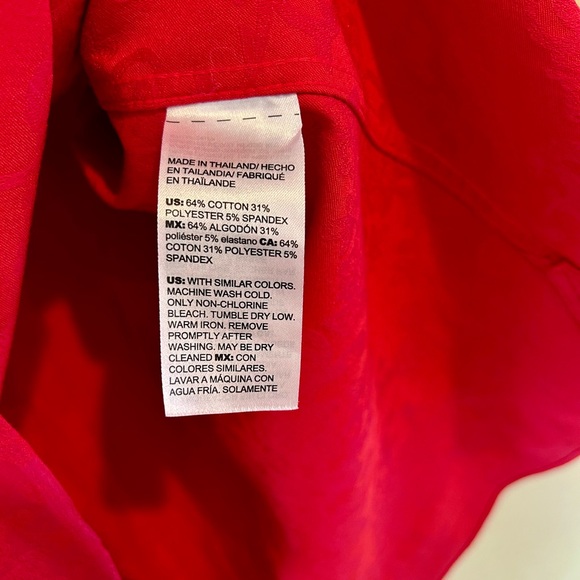 MADE IN THAILAND/ HECHO
EN TAILANDIA/ FABRIQUÉ
EN THAÏLANDE
US: 64% COTTON 31%
POLYESTER 5% SPANDEX
MX: 64% ALGODÓN 31%
poliéster 5% elastano CA: 64%
COTON 31% POLYESTER 5%
SPANDEX
US: WITH SIMILAR COLORS.
MACHINE WASH COLD.
ONLY NON-CHLORINE
BLEACH. TUMBLE DRY LOW.
WARM IRON. REMOVE
PROMPTLY AFTER
WASHING. MAY BE DRY
CLEANED MX: CON
COLORES SIMILARES.
LAVAR A MÁQUINA CON
AGUA FRÍA. SOLAMENTE